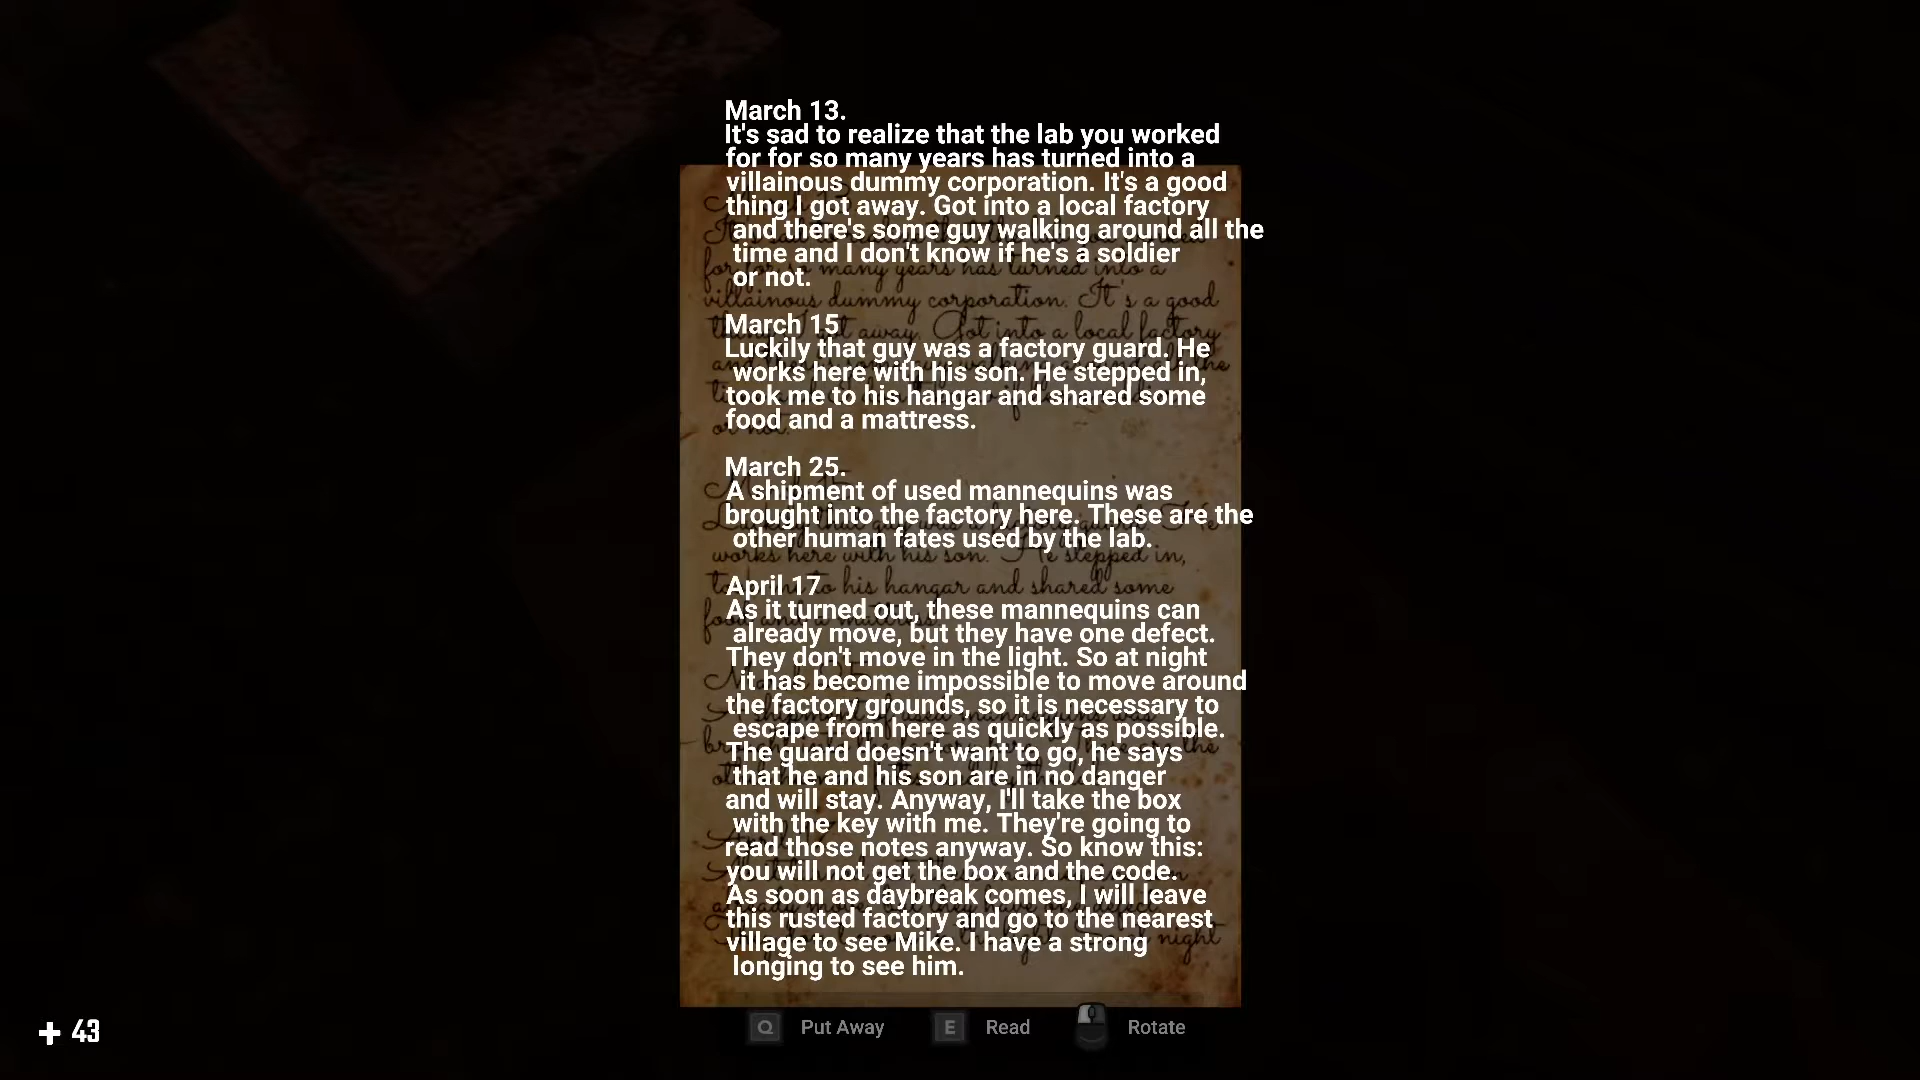 March 13.
It's sad to realize that the lab you worked
for for so many years has turned into a
villainous dummy corporation. It's a good
thing I got away. Got into a local factory
and there's some guy walking around all the
time and I don't know if he's a soldier
or not.
March 15
Luckily that guy was a factory guard. He
works here with his son. He stepped in,
took me to his hangar and shared some
food and a mattress.
March 25.
A shipment of used mannequins was
brought into the factory here. These are the
other human fates used by the lab.
April 17
As it turned out, these mannequins can
already move, but they have one defect.
They don't move in the light. So at night
it has become impossible to move around
the factory grounds, so it is necessary to
escape from here as quickly as possible.
The guard doesn't want to go, he says
that he and his son are in no danger
and will stay. Anyway, I'll take the box
with the key with me. They're going to
read those notes anyway. So know this:
you will not get the box and the code.
As soon as daybreak comes, I will leave
this rusted factory and go to the nearest
village to see Mike. I have a strong
longing to see him.
Q Put Away E Read Rotate
+ 43